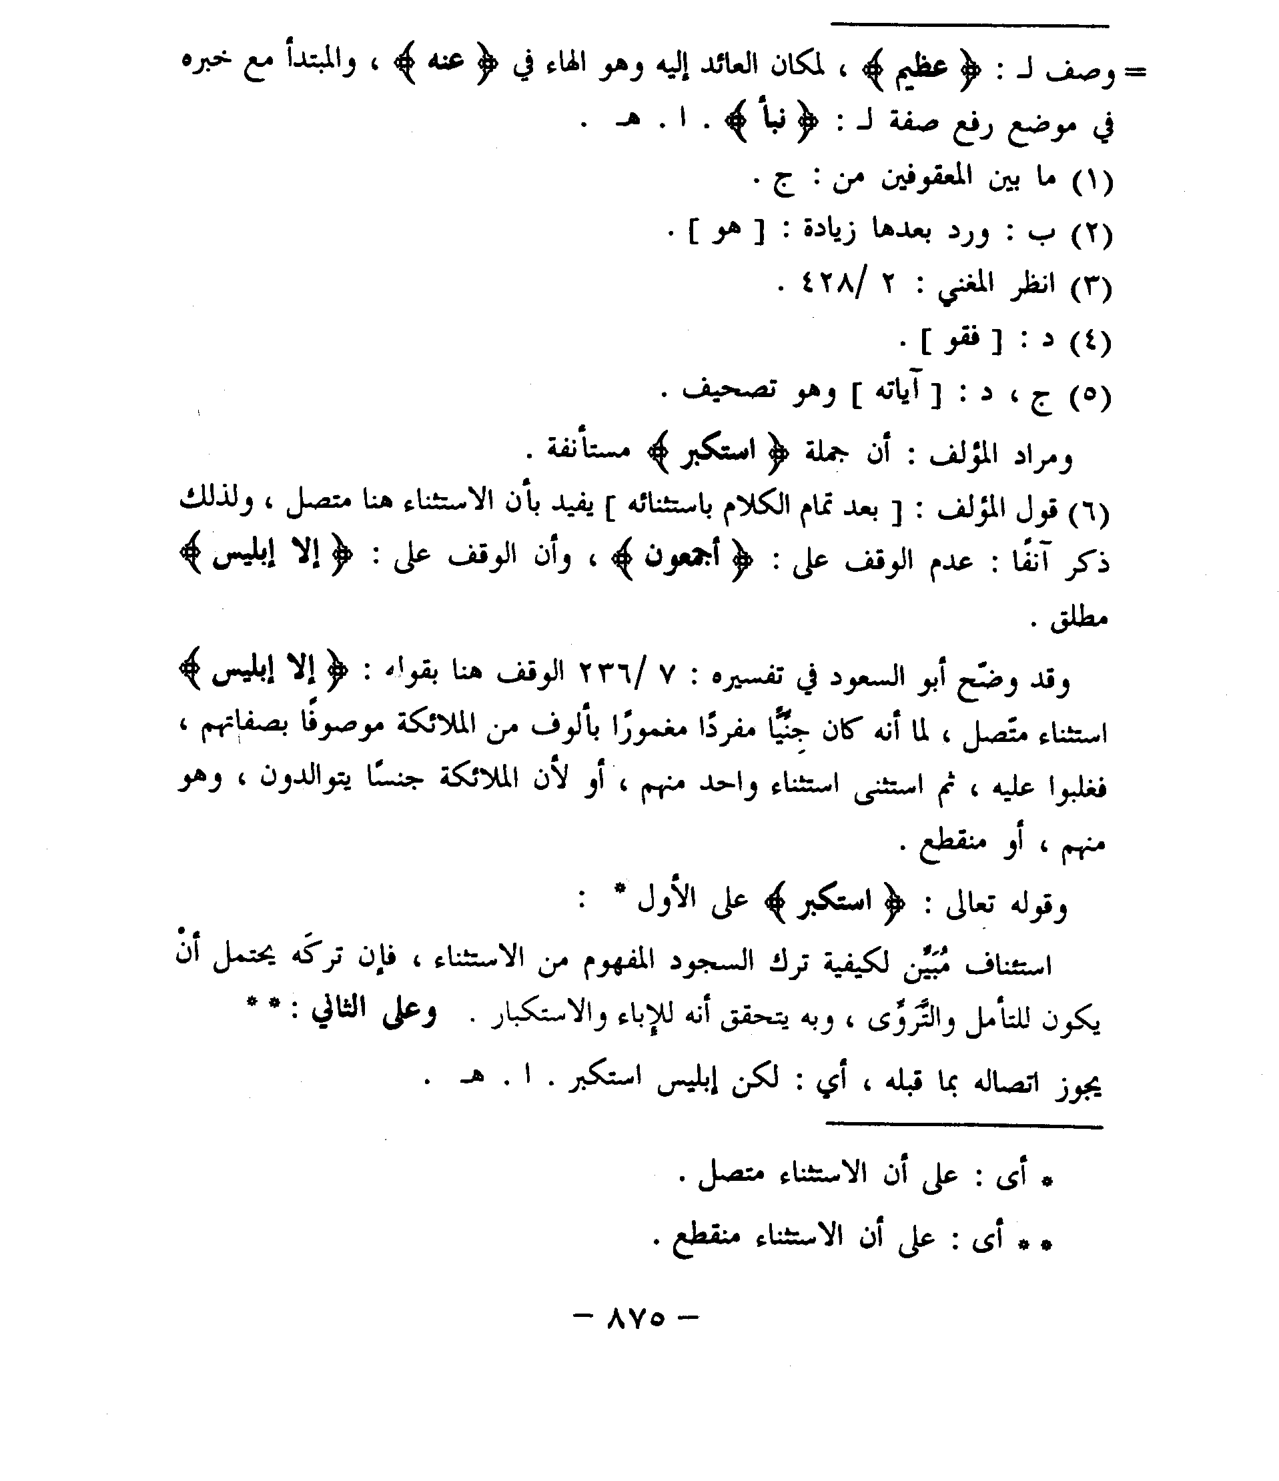 = وصف لـ : ﴿ عظيم ﴾ ، لمكان العائد إليه وهو الهاء في ﴿ عنه ﴾ ، والمبتدأ مع خبره
في موضع رفع صفة لـ : ﴿ نبأ ﴾ . ا . هـ .
(١) ما بين المعقوفين من : ج .
(٢) ب : ورد بعدها زيادة : [ هو ] .
(٣) انظر المغني : ٢ /٤٢٨ .
(٤) د : [ فقو ] .
(٥) ج ، د : [ آياته ] وهو تصحيف .
ومراد المؤلف : أن جملة ﴿ استكبر ﴾ مستأنفة .
(٦) قول المؤلف : [ بعد تمام الكلام باستثنائه ] يفيد بأن الاستثناء هنا متصل ، ولذلك
ذكر آنفًا : عدم الوقف على : ﴿ أجمعون ﴾ ، وأن الوقف على : ﴿ إلا إبليس ﴾
مطلق .
وقد وضّح أبو السعود في تفسيره : ٧ /٢٣٦ الوقف هنا بقوله : ﴿ إلا إبليس ﴾
استثناء متّصل ، لما أنه كان جِنِّيًّا مفردًا مغمورًا بألوف من الملائكة موصوفًا بصفاتهم ،
فغلبوا عليه ، ثم استثنى استثناء واحد منهم ، أو لأن الملائكة جنسًا يتوالدون ، وهو
منهم ، أو منقطع .
وقوله تعالى : ﴿ استكبر ﴾ على الأول * :
استئناف مُبَيِّن لكيفية ترك السجود المفهوم من الاستثناء ، فإن تركَه يحتمل أنْ
يكون للتأمل والتَّرَوِّى ، وبه يتحقق أنه للإباء والاستكبار . وعلى الثاني : * *
يجوز اتصاله بما قبله ، أي : لكن إبليس استكبر . ا . هـ .
* أى : على أن الاستثناء متصل .
* * أى : على أن الاستثناء منقطع .
– ٨٧٥ –